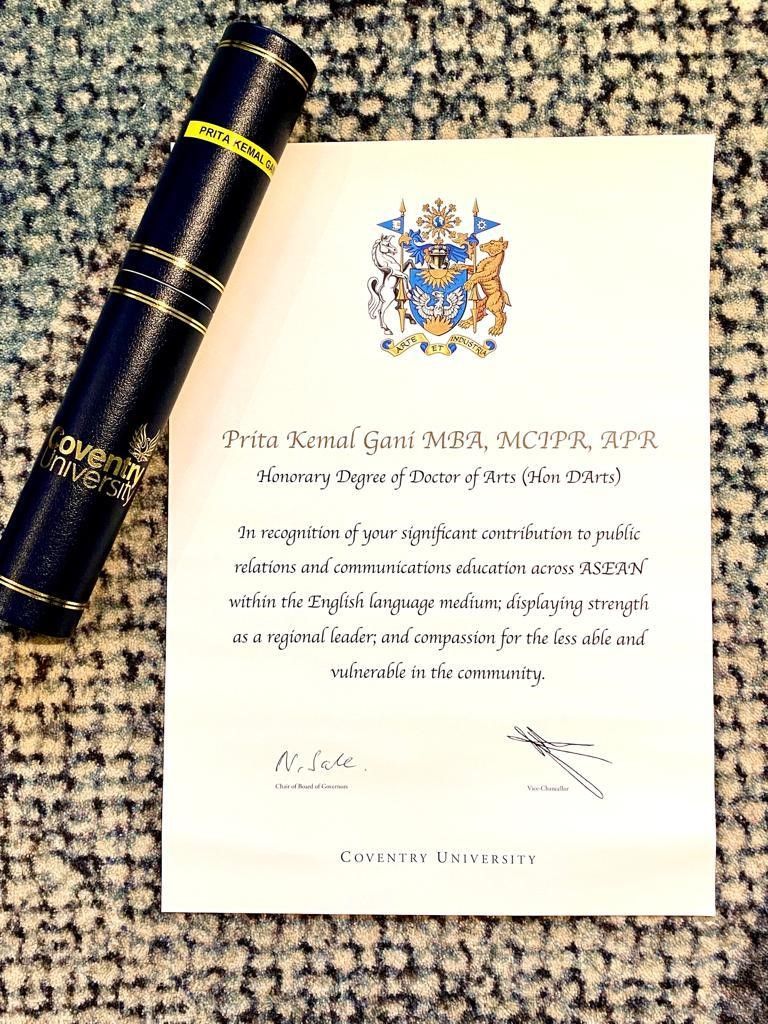 PRITA KEMAL
Coventry
University
ARTE ET INDUSTRIA
Prita Kemal Gani MBA, MCIPR, APR
Honorary Degree of Doctor of Arts (Hon DArts)
In recognition of your significant contribution to public
relations and communications education across ASEAN
within the English language medium; displaying strength
as a regional leader; and compassion for the less able and
vulnerable in the community.
N. Sale.
Chair of Board of Governors
Vice-Chancellor
COVENTRY UNIVERSITY